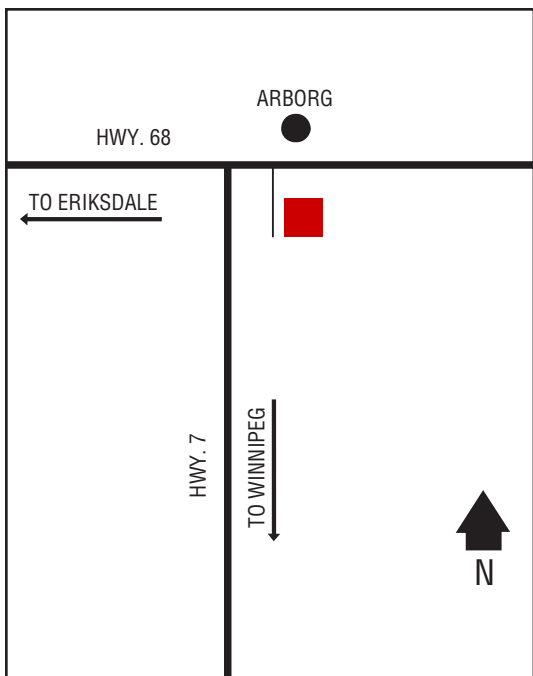 ARBORG
HWY. 68
TO ERIKSDALE
HWY. 7
TO WINNIPEG
N